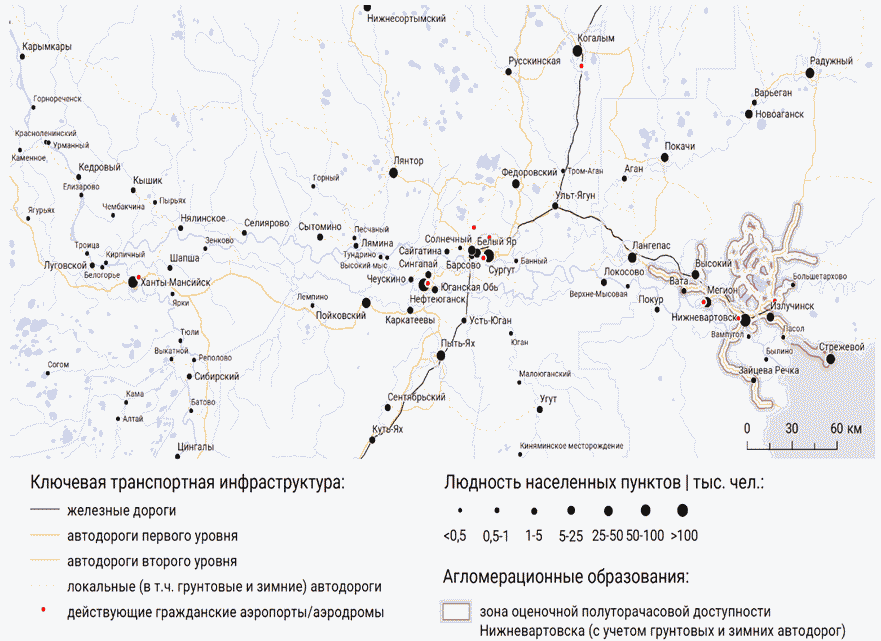 Нижнесортымский
Карымкары
Когалым
Русскинская
Радужный
Горнореченск
Варьеган
Новоаганск
Красноленинский
Урманный
Каменное
Покачи
Лянтор
Кедровый
Кышик
Горный
Федоровский
Тром-Аган
Аган
Елизарово
Пырьях
Ульт-Ягун
Ягурьях
Чембакчина
Нялинское
Селиярово
Сытомино
Песчаный
Солнечный
Белый Яр
Зенково
Лямина
Лангепас
Троица
Кирпичный
Тундрино
Сайгатина
Шапша
Высокий мыс
Сингапай
Барсово
Сургут
Банный
Высокий
Луговской
Локосово
Белогорье
Ханты-Мансийск
Чеускино
Юганская Обь
Вата
Большетархово
Ярки
Лемпино
Нефтеюганск
Верхне-Мысовая
Покур
Мегион
Излучинск
Пойковский
Каркатеевы
Усть-Юган
Нижневартовск
Тюли
Юган
Вампугол
Пасол
Выкатной
Реполово
Пыть-Ях
Былино
Стрежевой
Согом
Сибирский
Малоюганский
Зайцева Речка
Кама
Батово
Сентябрьский
Угут
Алтай
Куть-Ях
0 30 60 км
Цингалы
Киняминское месторождение
Ключевая транспортная инфраструктура:
железные дороги
автодороги первого уровня
автодороги второго уровня
локальные (в т.ч. грунтовые и зимние) автодороги
действующие гражданские аэропорты/аэродромы
Людность населенных пунктов | тыс. чел.:
<0,5 0,5-1 1-5 5-25 25-50 50-100 >100
Агломерационные образования:
зона оценочной полуторачасовой доступности
Нижневартовска (с учетом грунтовых и зимних автодорог)